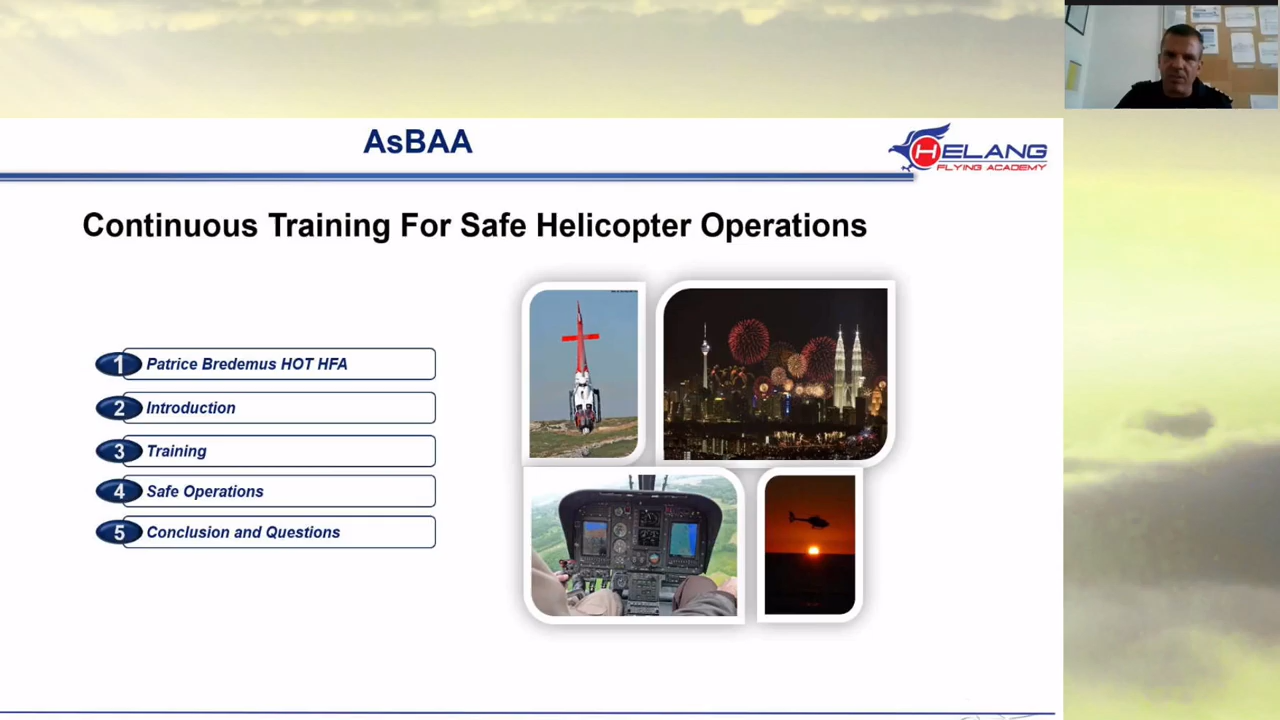 AsBAA
HELANG
FLYING ACADEMY
Continuous Training For Safe Helicopter Operations
1 Patrice Bredemus HOT HFA
2 Introduction
3 Training
4 Safe Operations
5 Conclusion and Questions